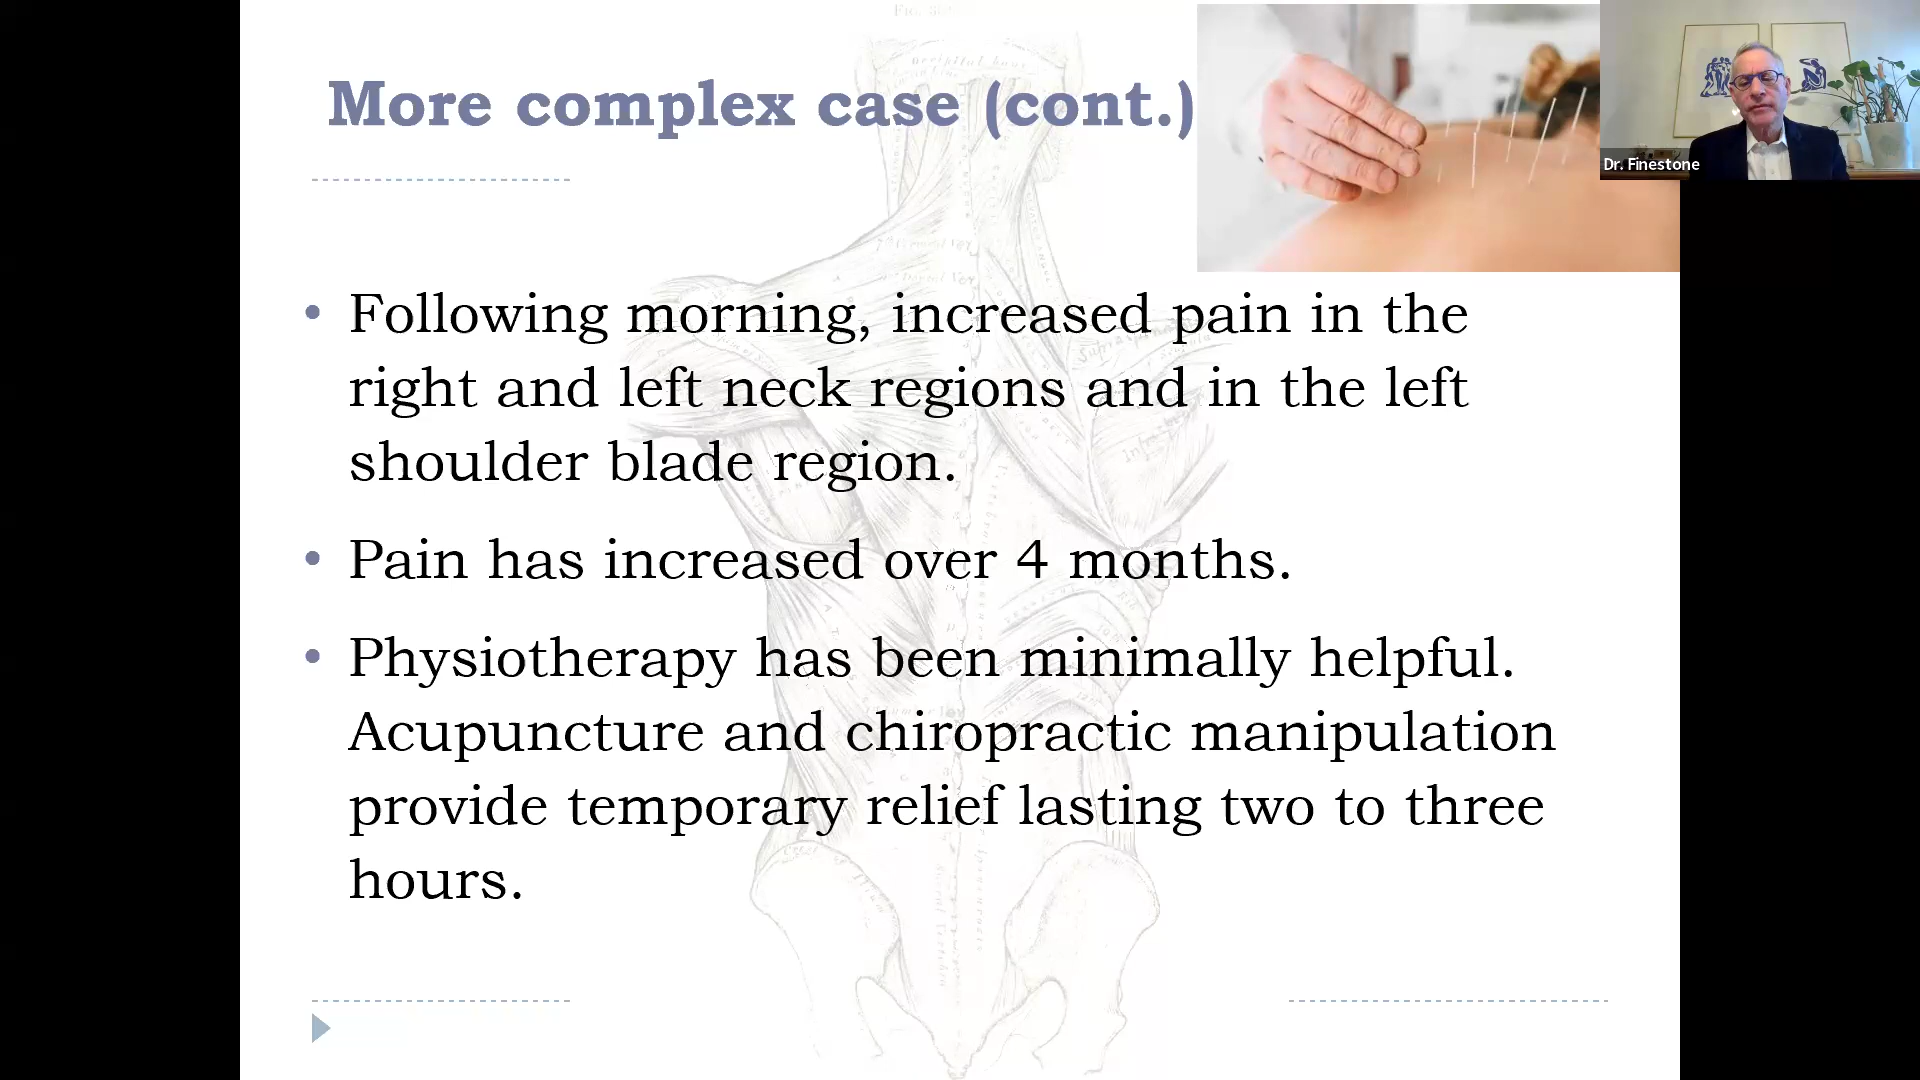 More complex case (cont.)
Dr. Finestone
• Following morning, increased pain in the
right and left neck regions and in the left
shoulder blade region.
• Pain has increased over 4 months.
• Physiotherapy has been minimally helpful.
Acupuncture and chiropractic manipulation
provide temporary relief lasting two to three
hours.